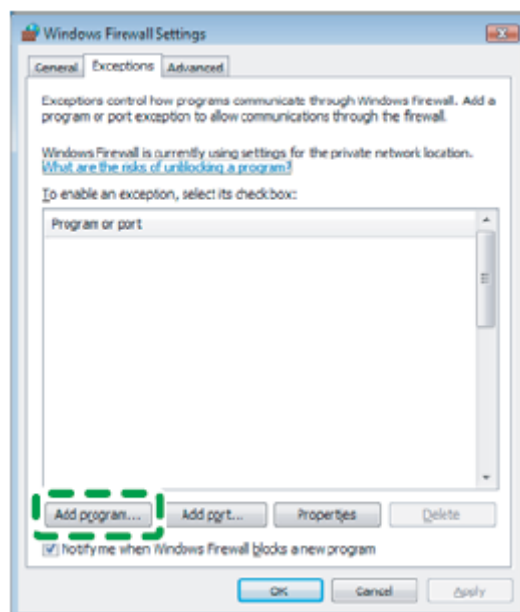 Windows Firewall Settings
General Exceptions Advanced
Exceptions control how programs communicate through Windows Firewall. Add a
program or port exception to allow communications through the firewall.
Windows Firewall is currently using settings for the private network location.
What are the risks of unblocking a program?
To enable an exception, select its checkbox:
Program or port
Add program... Add port... Properties Delete
Notify me when Windows Firewall blocks a new program
OK Cancel Apply